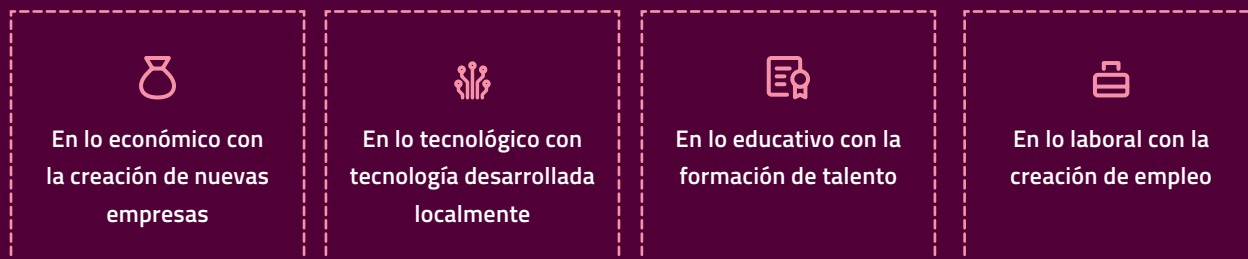 En lo económico con
la creación de nuevas
empresas
En lo tecnológico con
tecnología desarrollada
localmente
En lo educativo con la
formación de talento
En lo laboral con la
creación de empleo